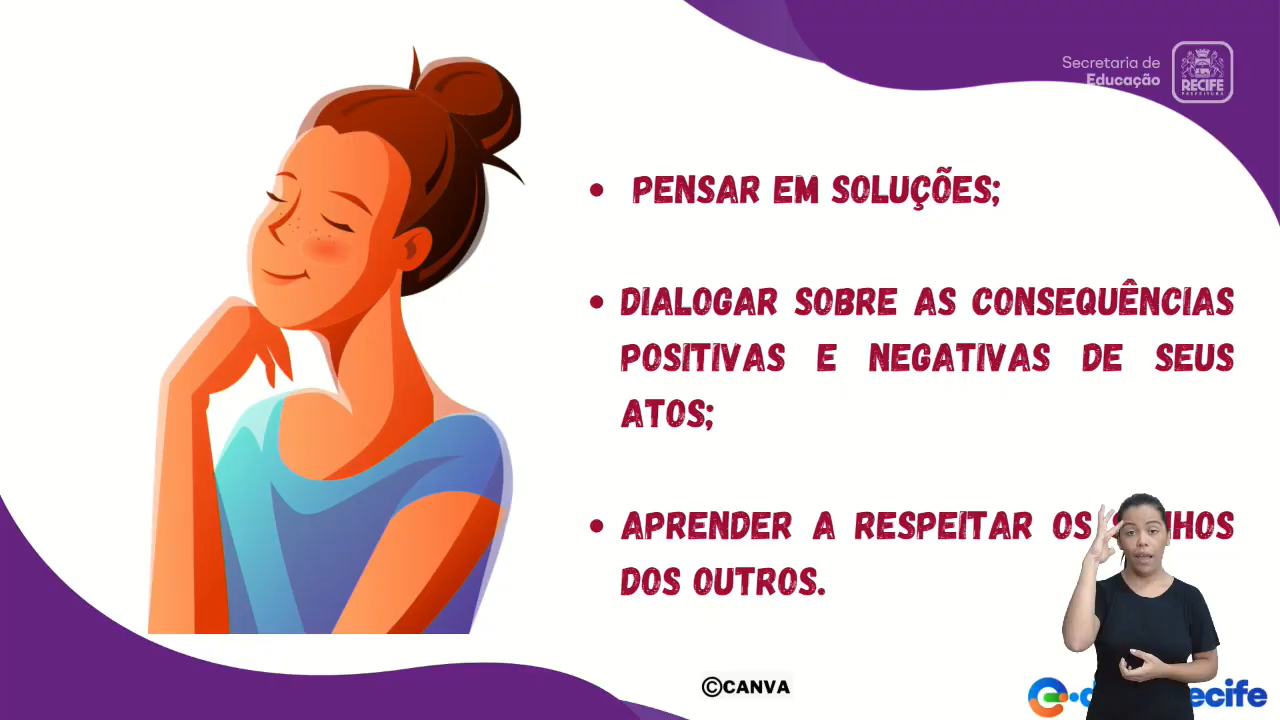 Secretaria de
Educação
RECIFE
PREFEITURA
• PENSAR EM SOLUÇÕES;
• DIALOGAR SOBRE AS CONSEQUÊNCIAS
POSITIVAS E NEGATIVAS DE SEUS
ATOS;
• APRENDER A RESPEITAR OS
DOS OUTROS.
©CANVA